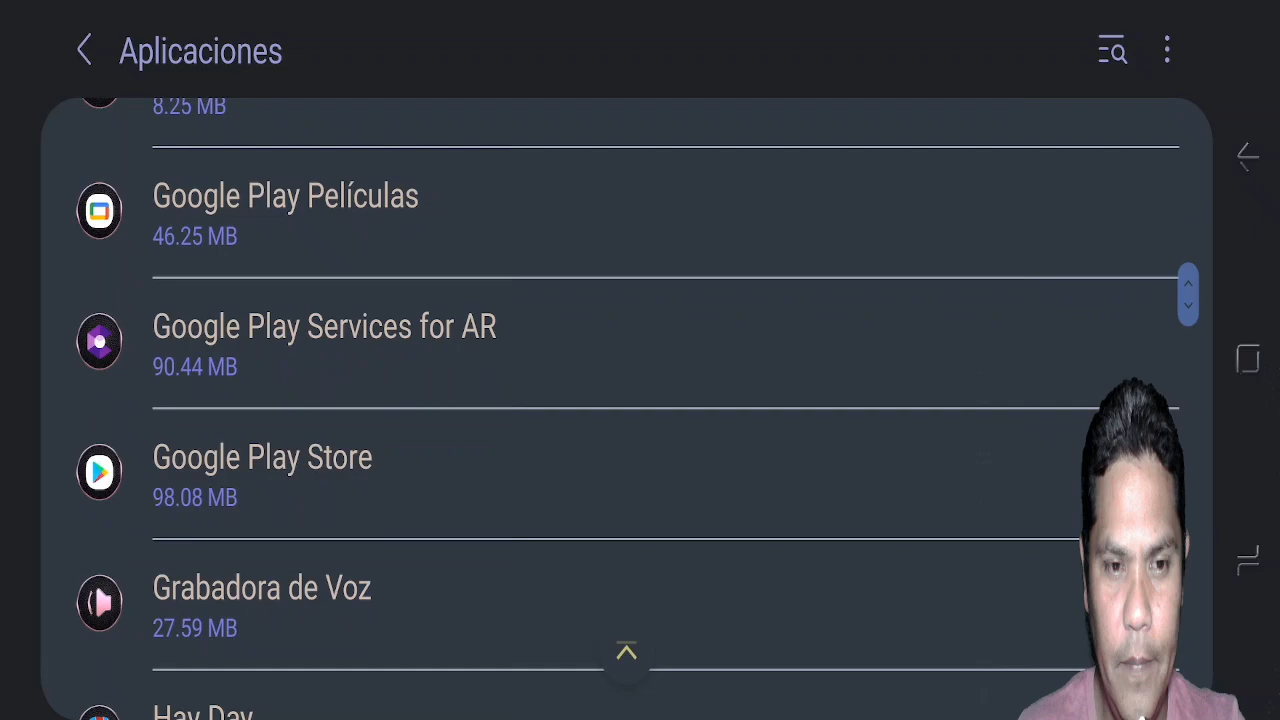 Aplicaciones
8.25 MB
Google Play Películas
46.25 MB
Google Play Services for AR
90.44 MB
Google Play Store
98.08 MB
Grabadora de Voz
27.59 MB
Hay Day